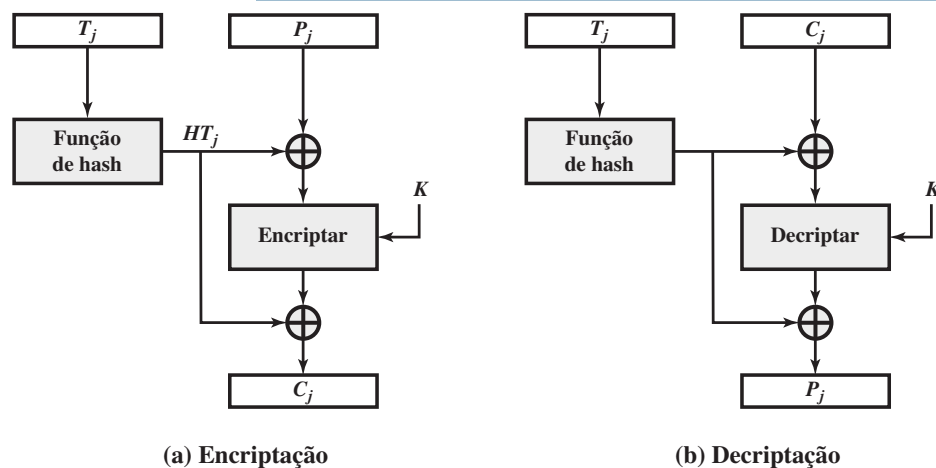 T_j
P_j
Função
de hash
HT_j
K
Encriptar
C_j
(a) Encriptação
T_j
C_j
Função
de hash
K
Decriptar
P_j
(b) Decriptação